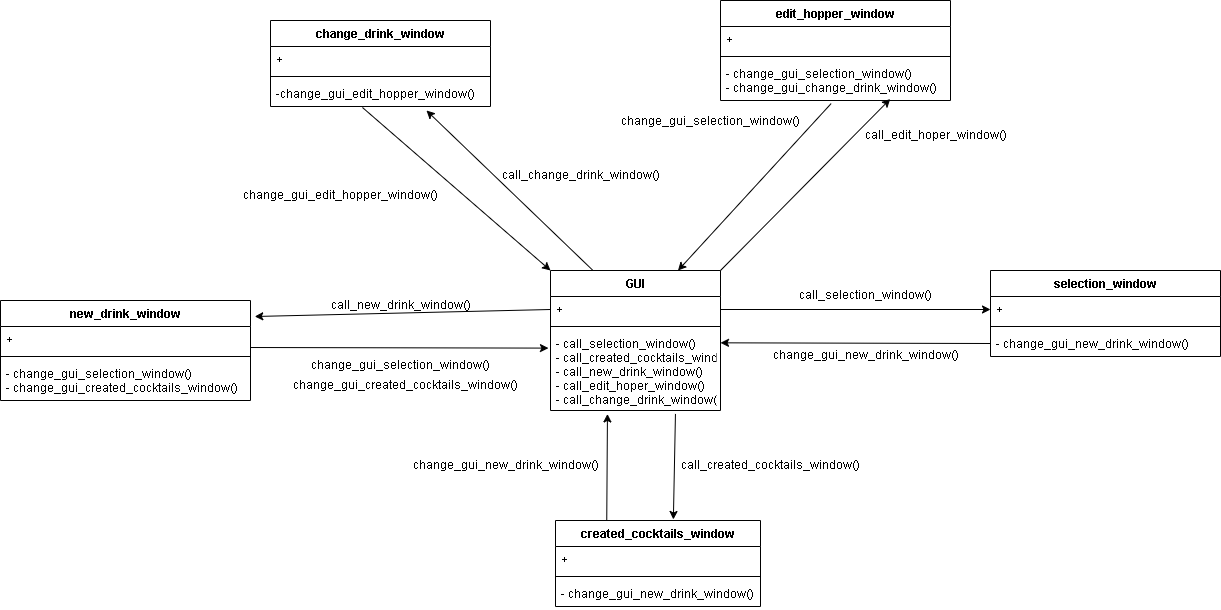 change_drink_window
+
-change_gui_edit_hopper_window()
edit_hopper_window
+
- change_gui_selection_window()
- change_gui_change_drink_window()
change_gui_selection_window()
call_edit_hoper_window()
call_change_drink_window()
change_gui_edit_hopper_window()
new_drink_window
+
- change_gui_selection_window()
- change_gui_created_cocktails_window()
call_new_drink_window()
change_gui_selection_window()
change_gui_created_cocktails_window()
GUI
+
- call_selection_window()
- call_created_cocktails_wind
- call_new_drink_window()
- call_edit_hoper_window()
- call_change_drink_window(
call_selection_window()
change_gui_new_drink_window()
selection_window
+
- change_gui_new_drink_window()
change_gui_new_drink_window()
call_created_cocktails_window()
created_cocktails_window
+
- change_gui_new_drink_window()